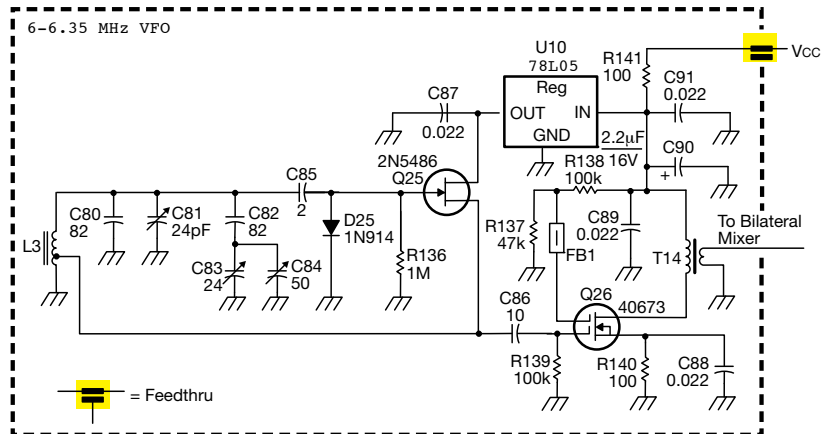 6-6.35 MHz VFO
U10
78L05
Reg
OUT
IN
GND
R141
100
VCC
C91
0.022
C87
0.022
2.2µF
16V
C90
+
R138
100k
2N5486
Q25
C85
2
C80
82
C81
24pF
C82
82
D25
1N914
R137
47k
C89
0.022
FB1
To Bilateral
Mixer
T14
L3
C83
24
C84
50
R136
1M
C86
10
Q26
40673
R139
100k
R140
100
C88
0.022
= Feedthru